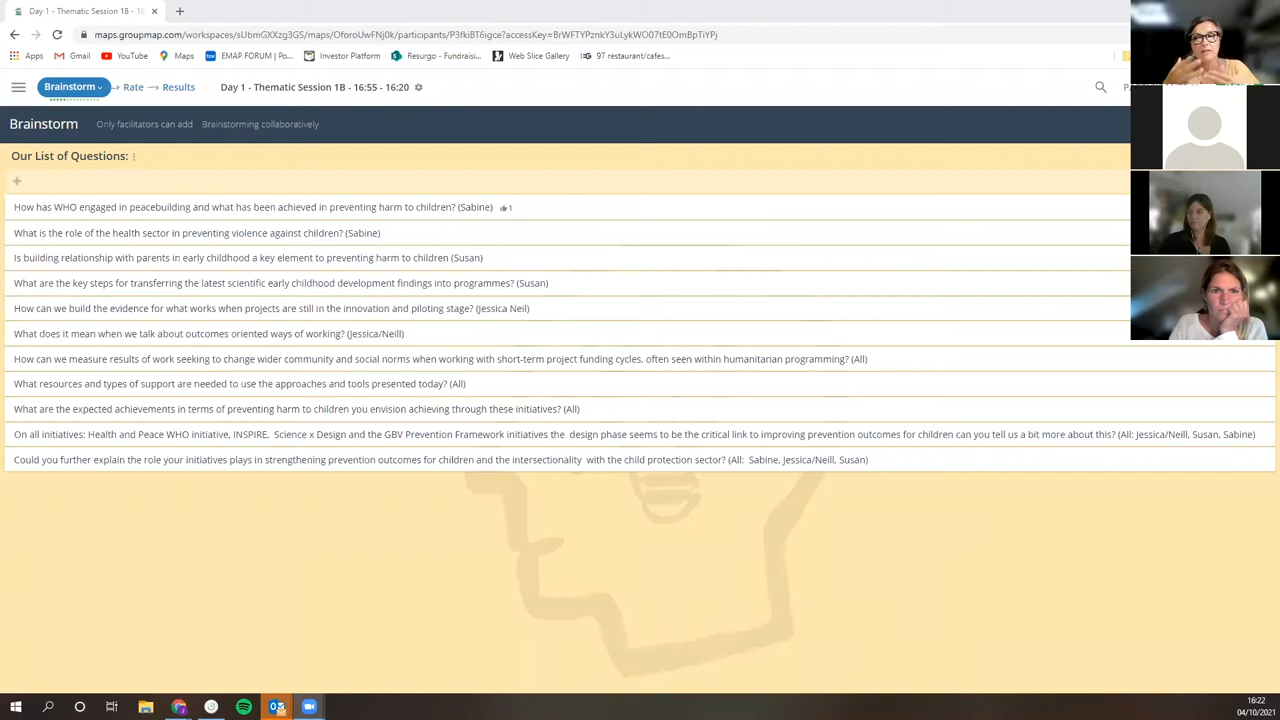 Day 1 - Thematic Session 1B - 16
maps.groupmap.com/workspaces/sUbmGXXzg3GS/maps/OforoUwFNj0k/participants/P3fkiBT6igce?accessKey=BrWFTYPznkY3uLykWO07tE0OmBpTiYPj
Apps Gmail YouTube Maps EMAP FORUM | Po... Investor Platform Resurgo - Fundraisi... Web Slice Gallery 97 restaurant/cafes...
Brainstorm Rate Results Day 1 - Thematic Session 1B - 16:55 - 16:20
Brainstorm Only facilitators can add Brainstorming collaboratively
Our List of Questions:
How has WHO engaged in peacebuilding and what has been achieved in preventing harm to children? (Sabine) 1
What is the role of the health sector in preventing violence against children? (Sabine)
Is building relationship with parents in early childhood a key element to preventing harm to children (Susan)
What are the key steps for transferring the latest scientific early childhood development findings into programmes? (Susan)
How can we build the evidence for what works when projects are still in the innovation and piloting stage? (Jessica Neil)
What does it mean when we talk about outcomes oriented ways of working? (Jessica/Neill)
How can we measure results of work seeking to change wider community and social norms when working with short-term project funding cycles, often seen within humanitarian programming? (All)
What resources and types of support are needed to use the approaches and tools presented today? (All)
What are the expected achievements in terms of preventing harm to children you envision achieving through these initiatives? (All)
On all initiatives: Health and Peace WHO initiative, INSPIRE, Science x Design and the GBV Prevention Framework initiatives the design phase seems to be the critical link to improving prevention outcomes for children can you tell us a bit more about this? (All: Jessica/Neill, Susan, Sabine)
Could you further explain the role your initiatives plays in strengthening prevention outcomes for children and the intersectionality with the child protection sector? (All: Sabine, Jessica/Neill, Susan)
16:22
04/10/2021